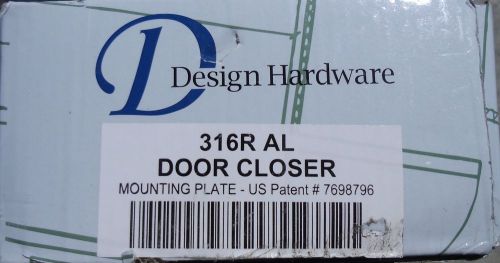 D
Design Hardware
316R AL
DOOR CLOSER
MOUNTING PLATE - US Patent # 7698796